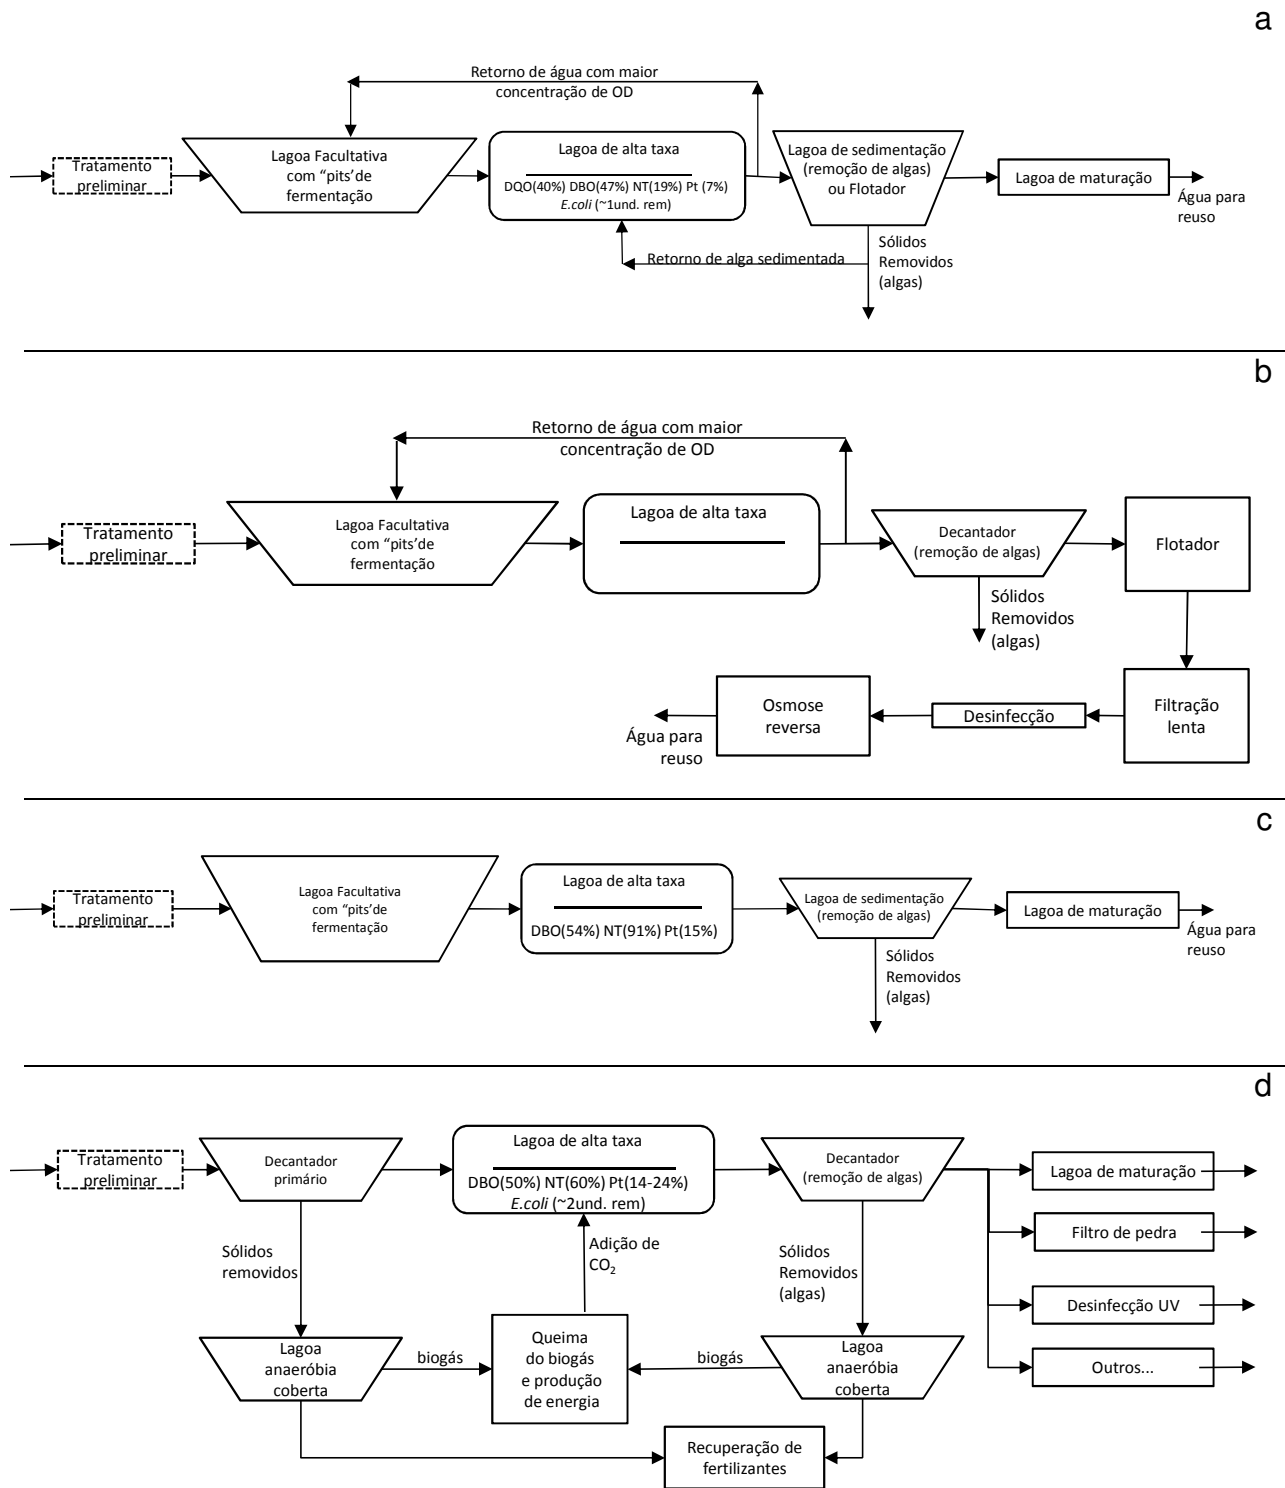 a
Retorno de água com maior
concentração de OD
Tratamento
preliminar
Lagoa Facultativa
com “pits’de
fermentação
Lagoa de alta taxa
DQO(40%) DBO(47%) NT(19%) Pt (7%)
E.coli (~1und. rem)
Lagoa de sedimentação
(remoção de algas)
ou Flotador
Lagoa de maturação
Água para
reuso
Retorno de alga sedimentada
Sólidos
Removidos
(algas)
b
Retorno de água com maior
concentração de OD
Tratamento
preliminar
Lagoa Facultativa
com “pits’de
fermentação
Lagoa de alta taxa
Decantador
(remoção de algas)
Flotador
Sólidos
Removidos
(algas)
Filtração
lenta
Desinfecção
Osmose
reversa
Água para
reuso
c
Tratamento
preliminar
Lagoa Facultativa
com “pits’de
fermentação
Lagoa de alta taxa
DBO(54%) NT(91%) Pt(15%)
Lagoa de sedimentação
(remoção de algas)
Lagoa de maturação
Água para
reuso
Sólidos
Removidos
(algas)
d
Tratamento
preliminar
Decantador
primário
Lagoa de alta taxa
DBO(50%) NT(60%) Pt(14-24%)
E.coli (~2und. rem)
Decantador
(remoção de algas)
Lagoa de maturação
Filtro de pedra
Desinfecção UV
Outros...
Sólidos
removidos
Adição de
CO₂
Sólidos
Removidos
(algas)
Lagoa
anaeróbia
coberta
biogás
Queima
do biogás
e produção
de energia
biogás
Lagoa
anaeróbia
coberta
Recuperação de
fertilizantes